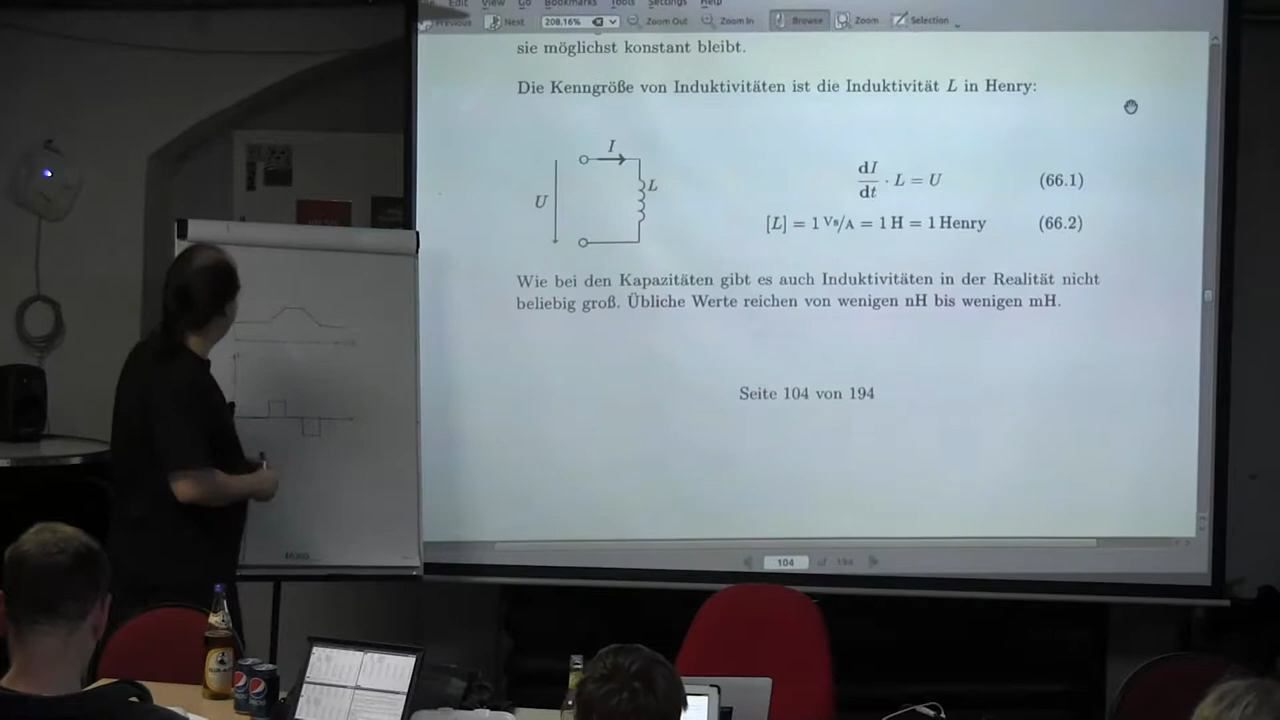 Edit View Go Bookmarks Tools Settings Help
Previous Next 208,16% Zoom Out Zoom In Browse Zoom Selection
sie möglichst konstant bleibt.
Die Kenngröße von Induktivitäten ist die Induktivität L in Henry:
I
U
L
dI/dt · L = U (66.1)
[L] = 1 Vs/A = 1 H = 1 Henry (66.2)
Wie bei den Kapazitäten gibt es auch Induktivitäten in der Realität nicht
beliebig groß. Übliche Werte reichen von wenigen nH bis wenigen mH.
Seite 104 von 194
104 of 194